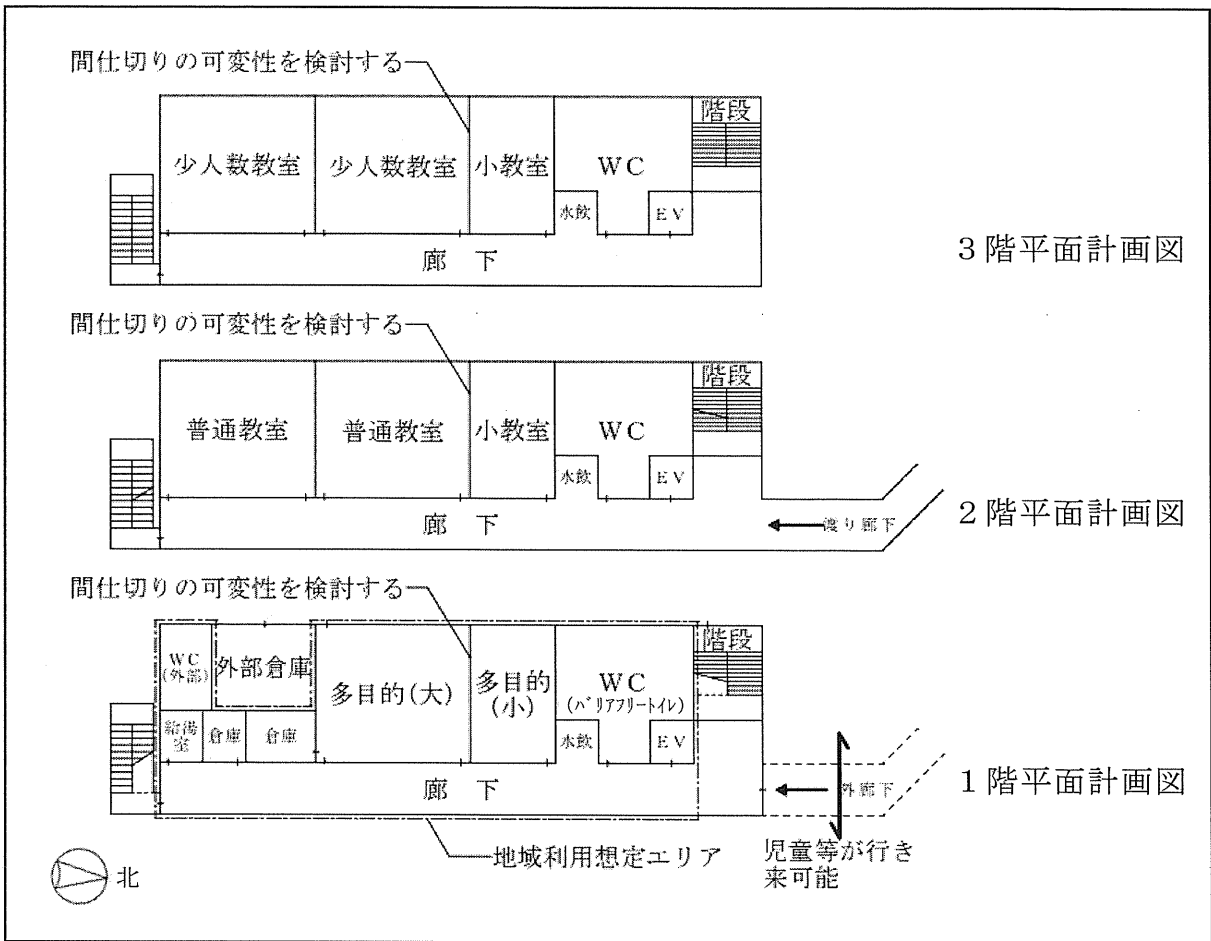 間仕切りの可変性を検討する
少人数教室
少人数教室
小教室
WC
階段
水飲
EV
廊 下
3階平面計画図
間仕切りの可変性を検討する
普通教室
普通教室
小教室
WC
階段
水飲
EV
廊 下
渡り廊下
2階平面計画図
間仕切りの可変性を検討する
WC
(外部)
外部倉庫
多目的(大)
多目的
(小)
WC
(バリアフリートイレ)
階段
給湯
室
倉庫
倉庫
水飲
EV
廊 下
外廊下
1階平面計画図
地域利用想定エリア
児童等が行き
来可能
北